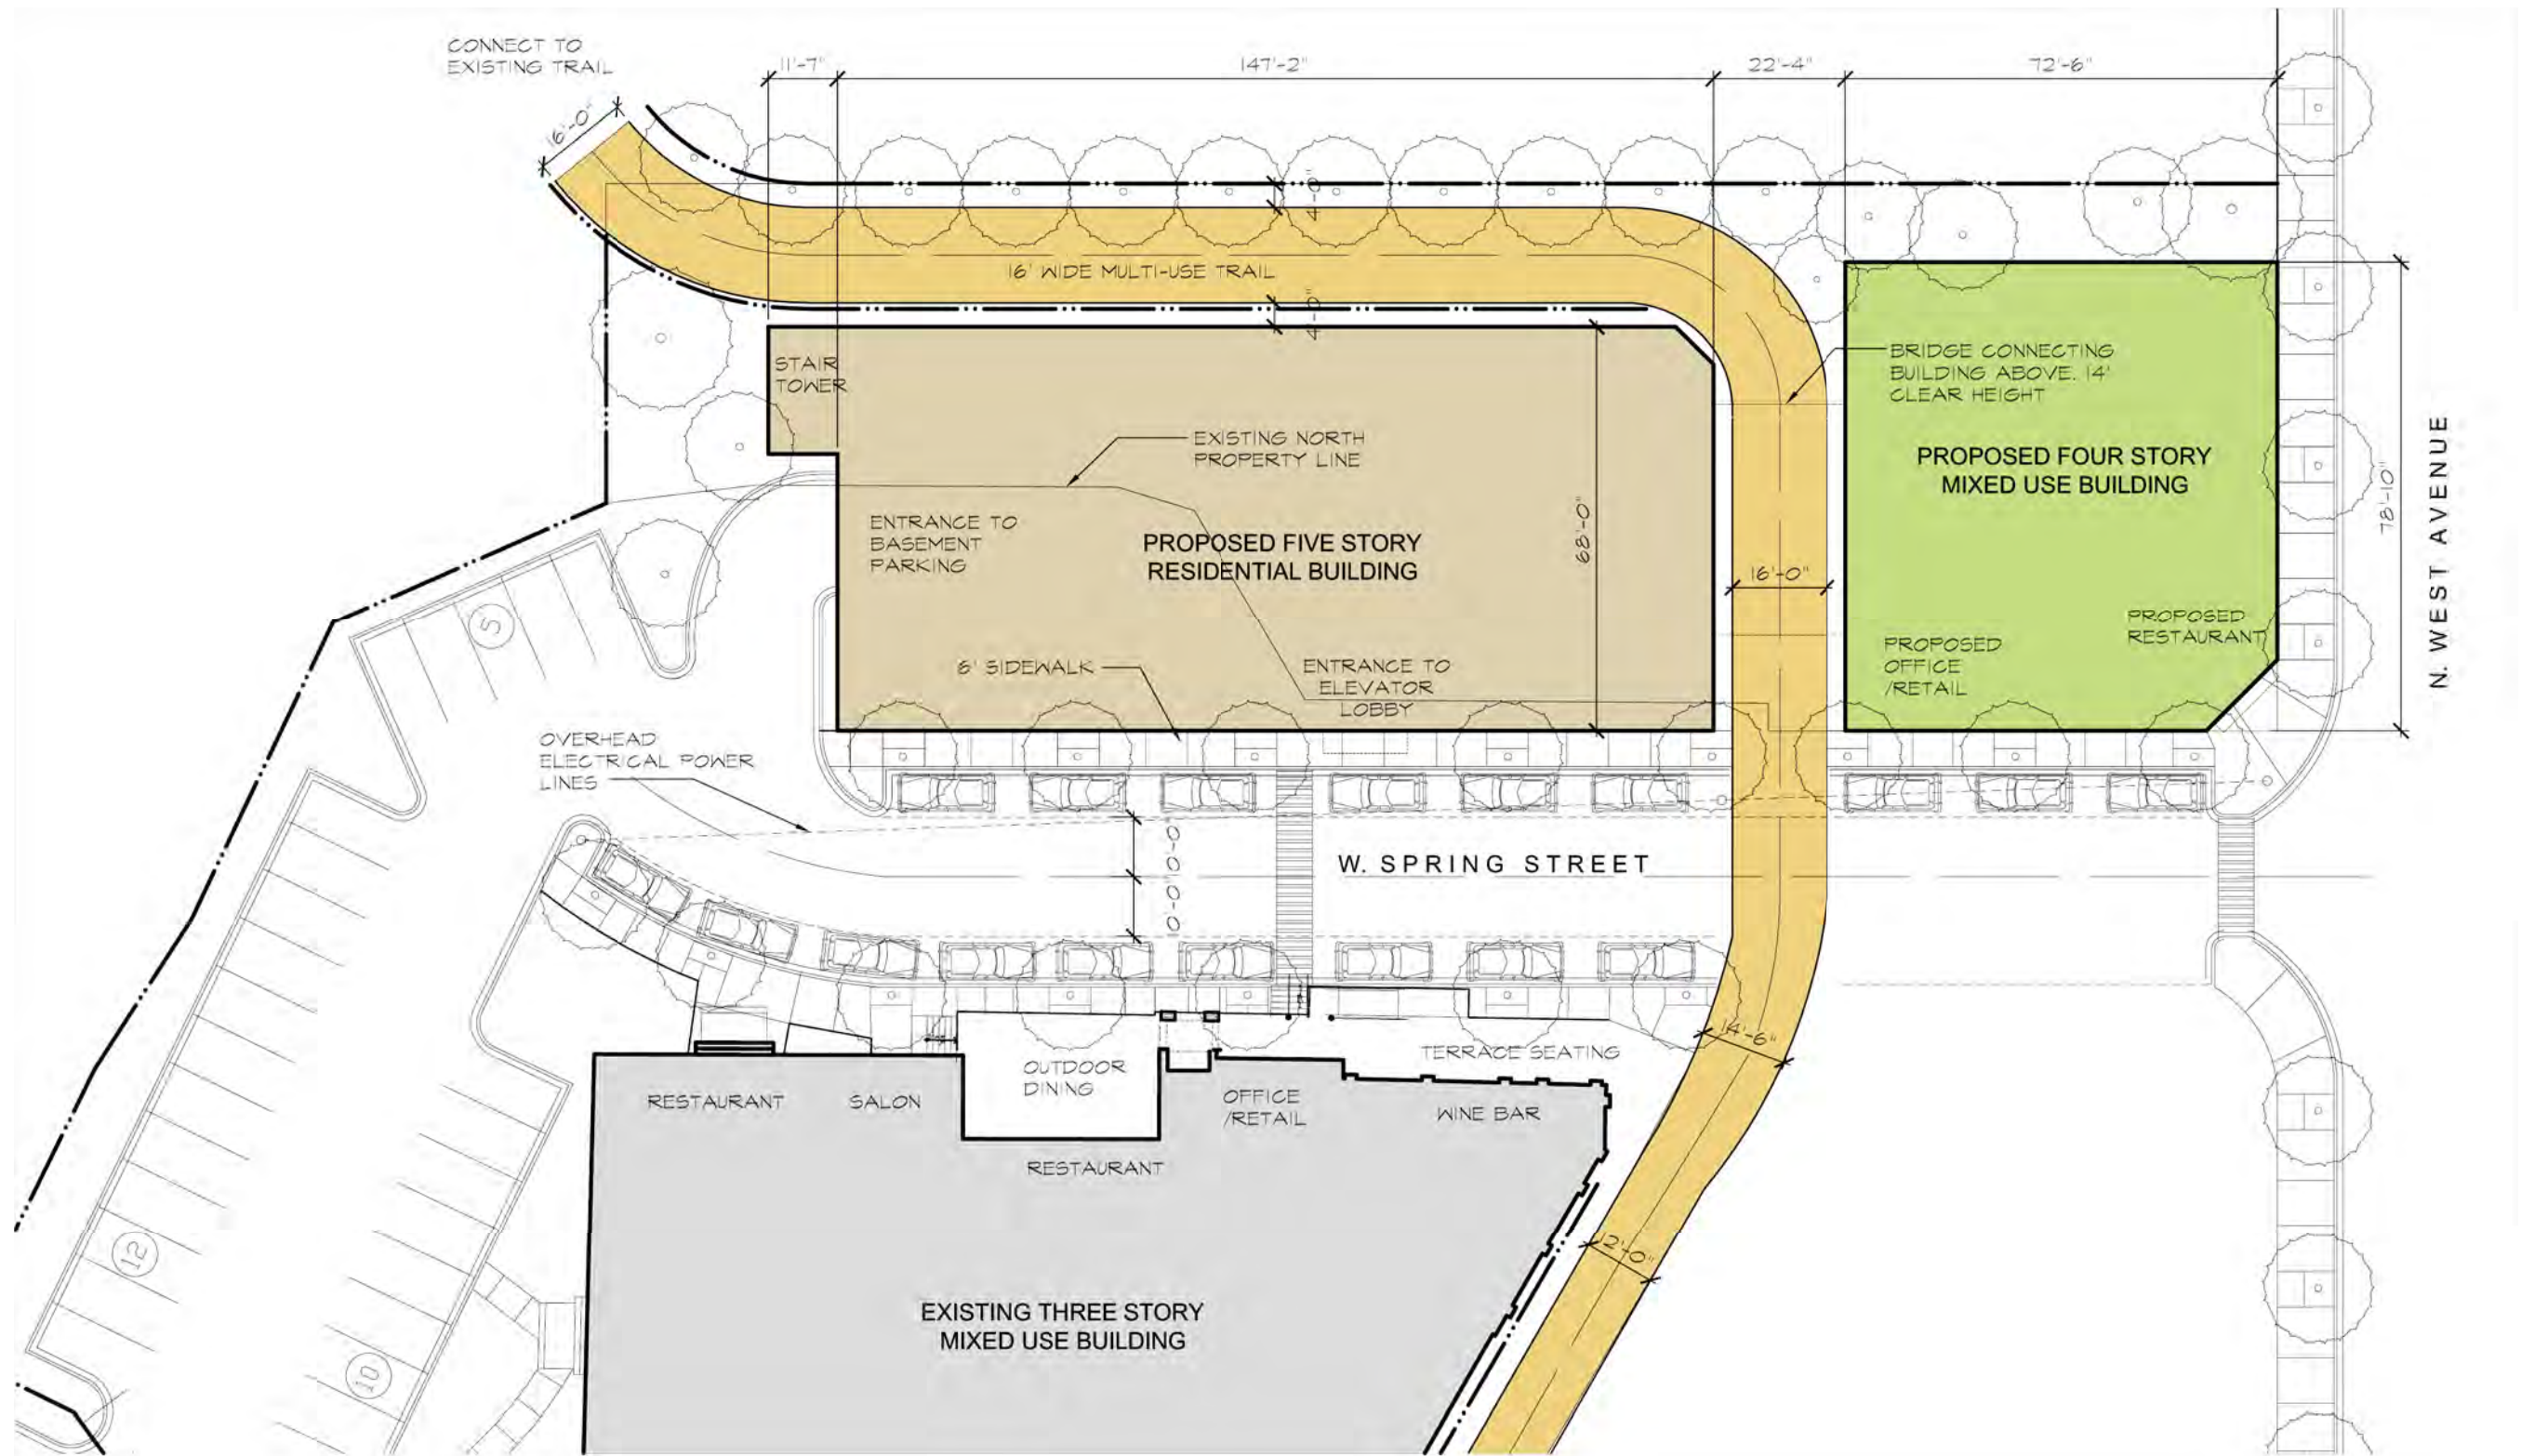 CONNECT TO
EXISTING TRAIL
11'-7"
147'-2"
22'-4"
72'-6"
16'-0"
4'-0"
16' WIDE MULTI-USE TRAIL
4'-0"
STAIR
TOWER
BRIDGE CONNECTING
BUILDING ABOVE. 14'
CLEAR HEIGHT
EXISTING NORTH
PROPERTY LINE
PROPOSED FOUR STORY
MIXED USE BUILDING
78'-10"
N. WEST AVENUE
ENTRANCE TO
BASEMENT
PARKING
PROPOSED FIVE STORY
RESIDENTIAL BUILDING
68'-0"
16'-0"
5
PROPOSED
RESTAURANT
PROPOSED
OFFICE
/RETAIL
6' SIDEWALK
ENTRANCE TO
ELEVATOR
LOBBY
OVERHEAD
ELECTRICAL POWER
LINES
W. SPRING STREET
14'-6"
TERRACE SEATING
OUTDOOR
DINING
RESTAURANT
SALON
OFFICE
/RETAIL
WINE BAR
RESTAURANT
12'-0"
12
10
EXISTING THREE STORY
MIXED USE BUILDING